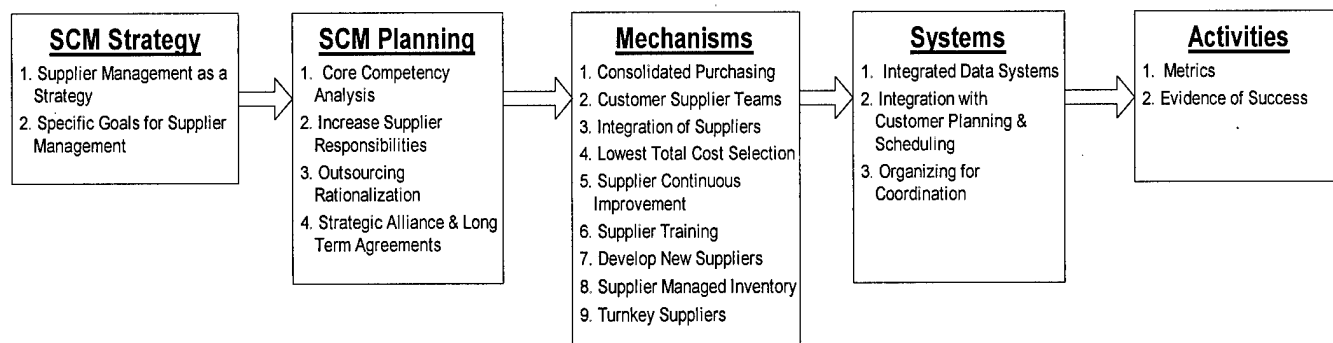 SCM Strategy
1. Supplier Management as a
Strategy
2. Specific Goals for Supplier
Management
SCM Planning
1. Core Competency
Analysis
2. Increase Supplier
Responsibilities
3. Outsourcing
Rationalization
4. Strategic Alliance & Long
Term Agreements
Mechanisms
1. Consolidated Purchasing
2. Customer Supplier Teams
3. Integration of Suppliers
4. Lowest Total Cost Selection
5. Supplier Continuous
Improvement
6. Supplier Training
7. Develop New Suppliers
8. Supplier Managed Inventory
9. Turnkey Suppliers
Systems
1. Integrated Data Systems
2. Integration with
Customer Planning &
Scheduling
3. Organizing for
Coordination
Activities
1. Metrics
2. Evidence of Success